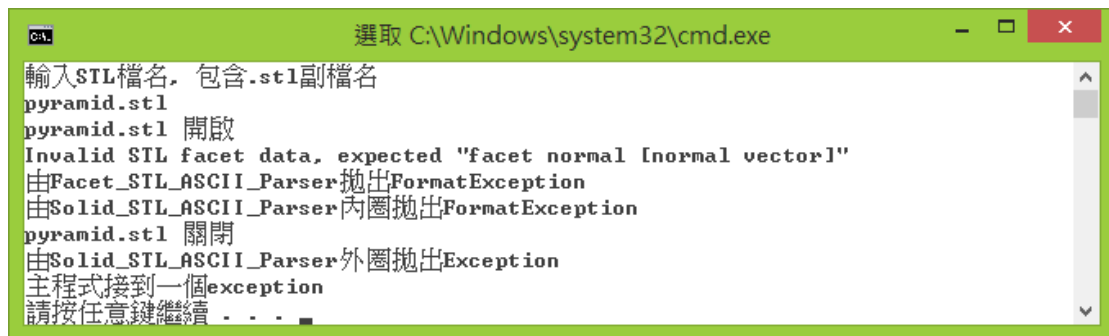 選取 C:\Windows\system32\cmd.exe
輸入STL檔名, 包含.stl副檔名
pyramid.stl
pyramid.stl 開啟
Invalid STL facet data, expected "facet normal [normal vector]"
由Facet_STL_ASCII_Parser拋出FormatException
由Solid_STL_ASCII_Parser內圈拋出FormatException
pyramid.stl 關閉
由Solid_STL_ASCII_Parser外圈拋出Exception
主程式接到一個exception
請按任意鍵繼續 . . .